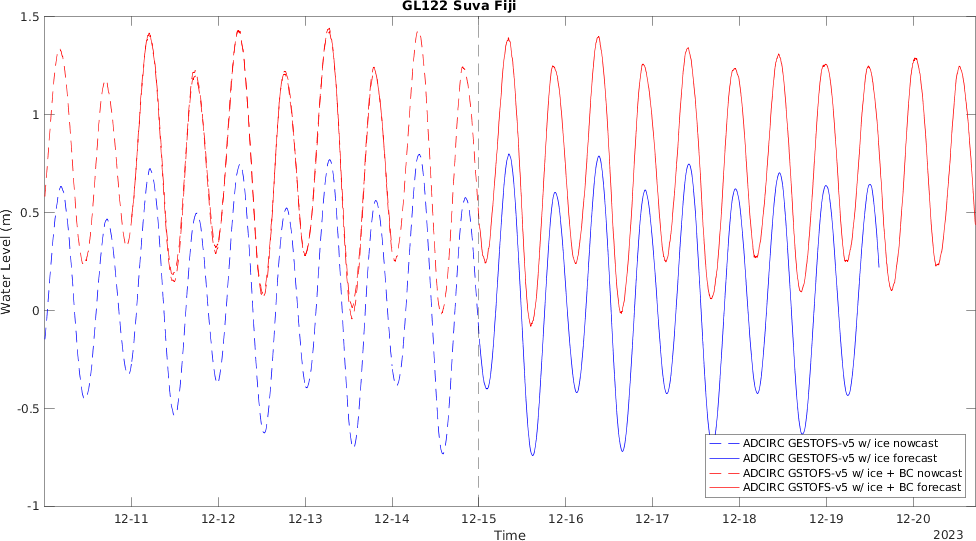 GL122 Suva Fiji
1.5
1
0.5
0
-0.5
-1
Water Level (m)
12-11
12-12
12-13
12-14
12-15
12-16
12-17
12-18
12-19
12-20
Time
2023
ADCIRC GESTOFS-v5 w/ ice nowcast
ADCIRC GESTOFS-v5 w/ ice forecast
ADCIRC GSTOFS-v5 w/ ice + BC nowcast
ADCIRC GSTOFS-v5 w/ ice + BC forecast